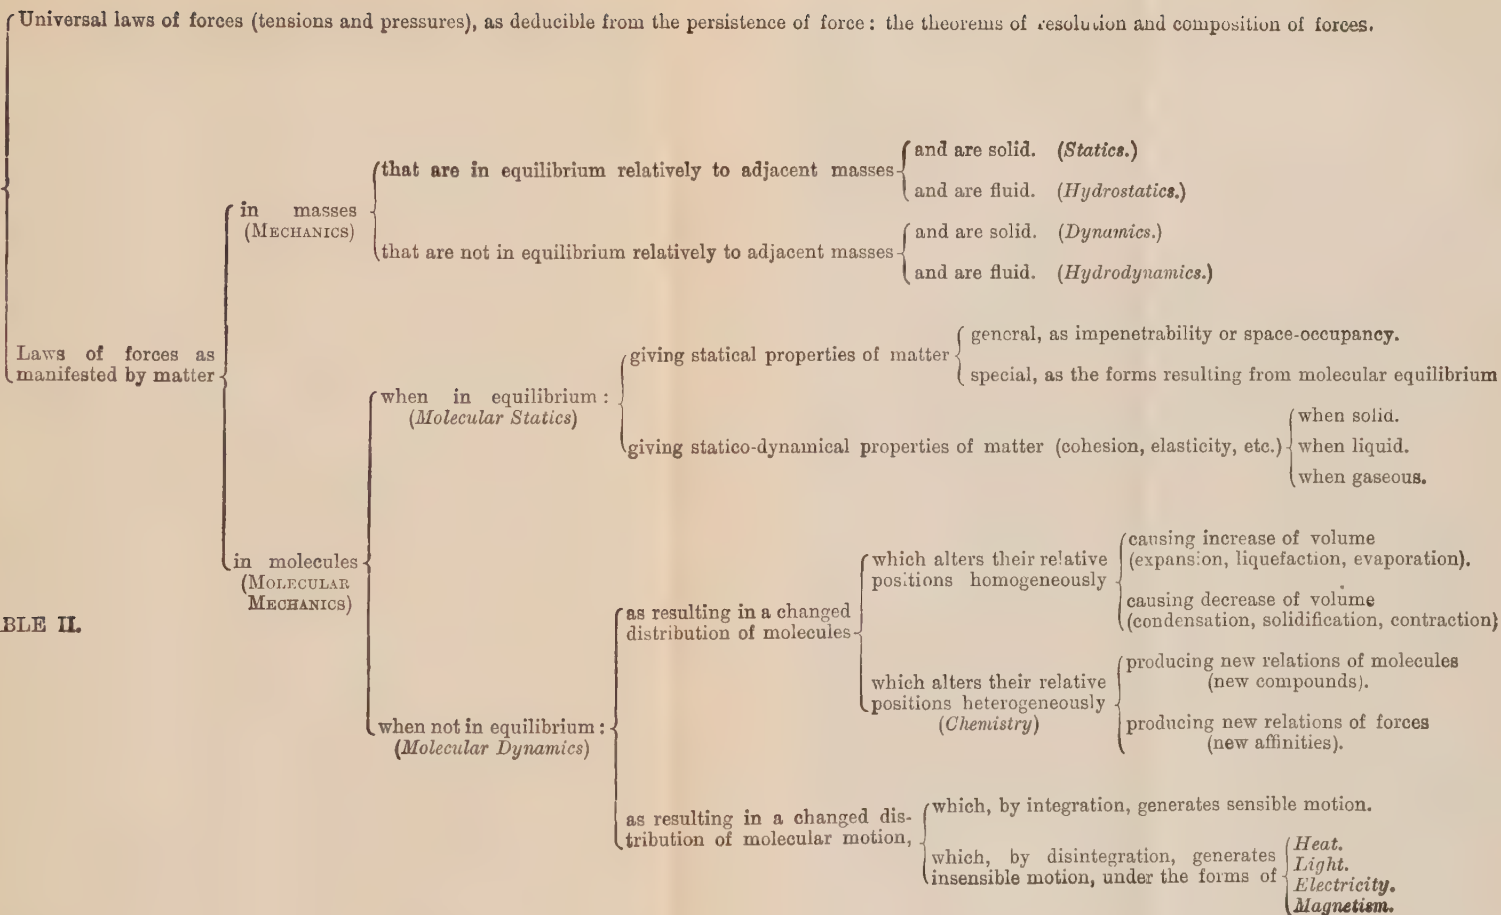 Universal laws of forces (tensions and pressures), as deducible from the persistence of force: the theorems of resolution and composition of forces.
Laws of forces as
manifested by matter
in masses
(MECHANICS)
that are in equilibrium relatively to adjacent masses
and are solid. (Statics.)
and are fluid. (Hydrostatics.)
that are not in equilibrium relatively to adjacent masses
and are solid. (Dynamics.)
and are fluid. (Hydrodynamics.)
in molecules
(MOLECULAR
MECHANICS)
when in equilibrium:
(Molecular Statics)
giving statical properties of matter
general, as impenetrability or space-occupancy.
special, as the forms resulting from molecular equilibrium
giving statico-dynamical properties of matter (cohesion, elasticity, etc.)
when solid.
when liquid.
when gaseous.
when not in equilibrium:
(Molecular Dynamics)
as resulting in a changed
distribution of molecules
which alters their relative
positions homogeneously
causing increase of volume
(expansion, liquefaction, evaporation).
causing decrease of volume
(condensation, solidification, contraction)
which alters their relative
positions heterogeneously
(Chemistry)
producing new relations of molecules
(new compounds).
producing new relations of forces
(new affinities).
as resulting in a changed dis-
tribution of molecular motion,
which, by integration, generates sensible motion.
which, by disintegration, generates
insensible motion, under the forms of
Heat.
Light.
Electricity.
Magnetism.
BLE II.